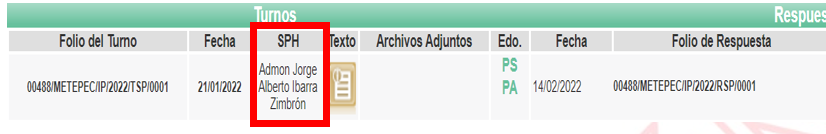 Turnos Respues
Folio del Turno Fecha SPH Texto Archivos Adjuntos Edo. Fecha Folio de Respuesta
00488/METEPEC/IP/2022/TSP/0001 21/01/2022 Admon Jorge Alberto Ibarra Zimbrón PS PA 14/02/2022 00488/METEPEC/IP/2022/RSP/0001